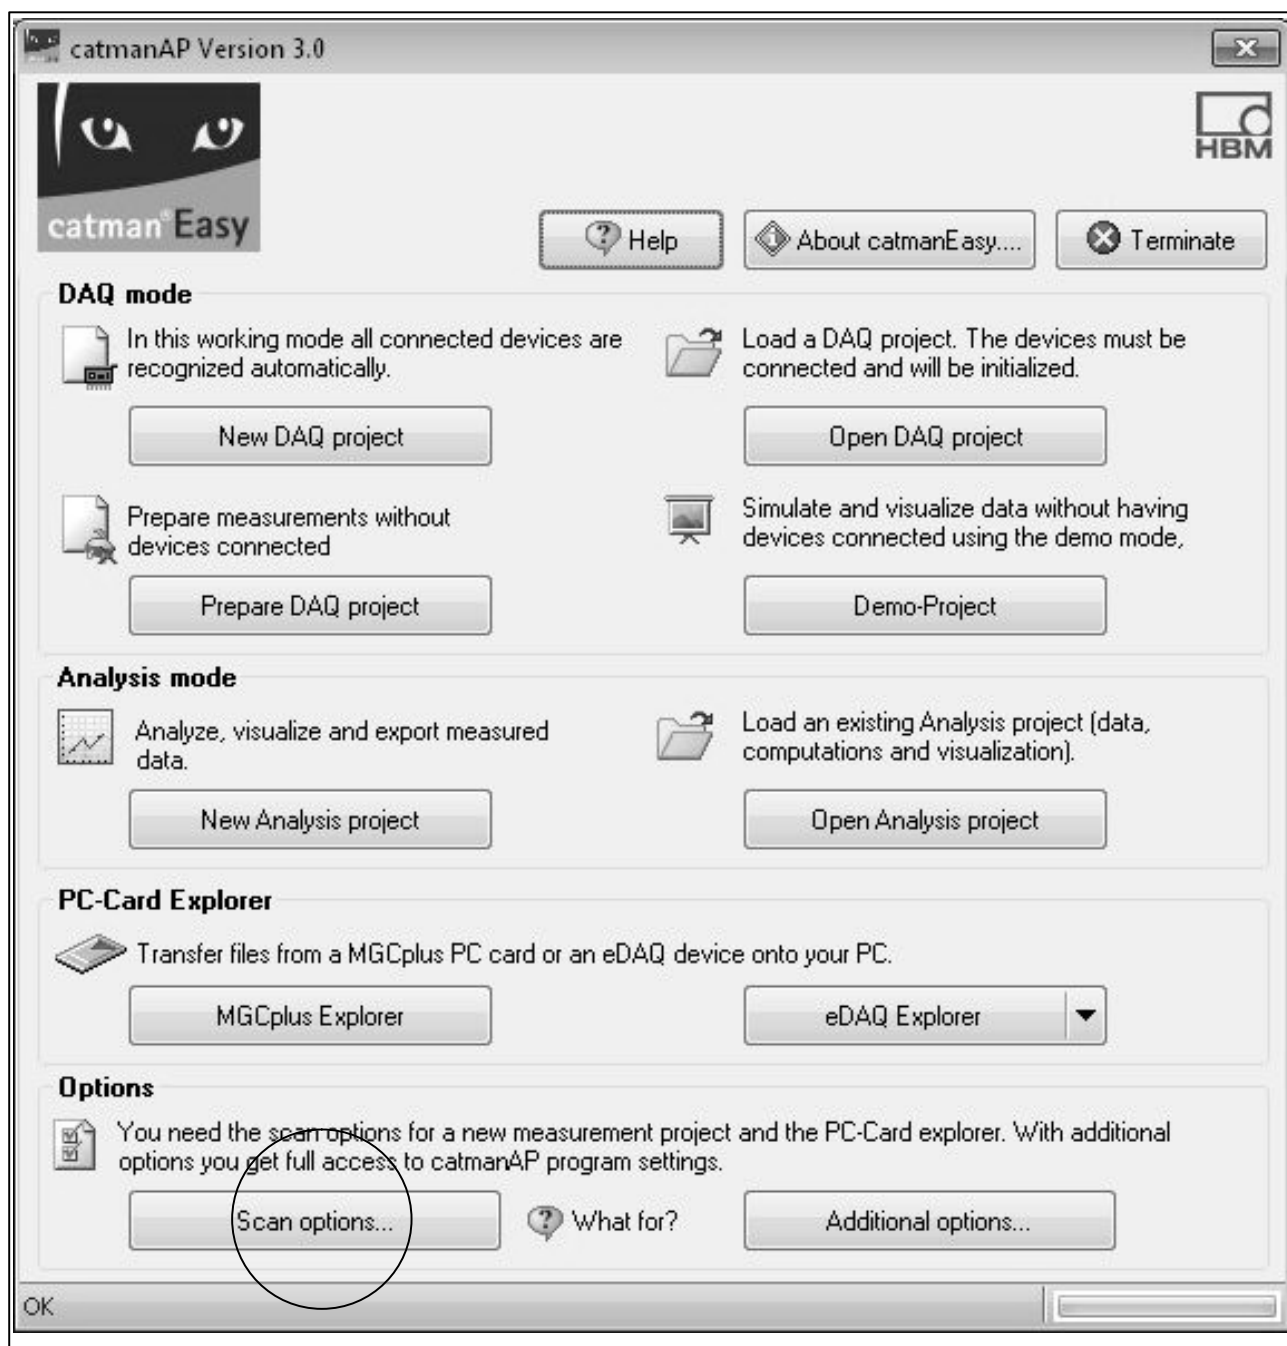 catmanAP Version 3.0
catman® Easy
HBM
Help
About catmanEasy....
Terminate
DAQ mode
In this working mode all connected devices are
recognized automatically.
New DAQ project
Load a DAQ project. The devices must be
connected and will be initialized.
Open DAQ project
Prepare measurements without
devices connected
Prepare DAQ project
Simulate and visualize data without having
devices connected using the demo mode,
Demo-Project
Analysis mode
Analyze, visualize and export measured
data.
New Analysis project
Load an existing Analysis project (data,
computations and visualization).
Open Analysis project
PC-Card Explorer
Transfer files from a MGCplus PC card or an eDAQ device onto your PC.
MGCplus Explorer
eDAQ Explorer
Options
You need the scan options for a new measurement project and the PC-Card explorer. With additional
options you get full access to catmanAP program settings.
Scan options...
What for?
Additional options...
OK